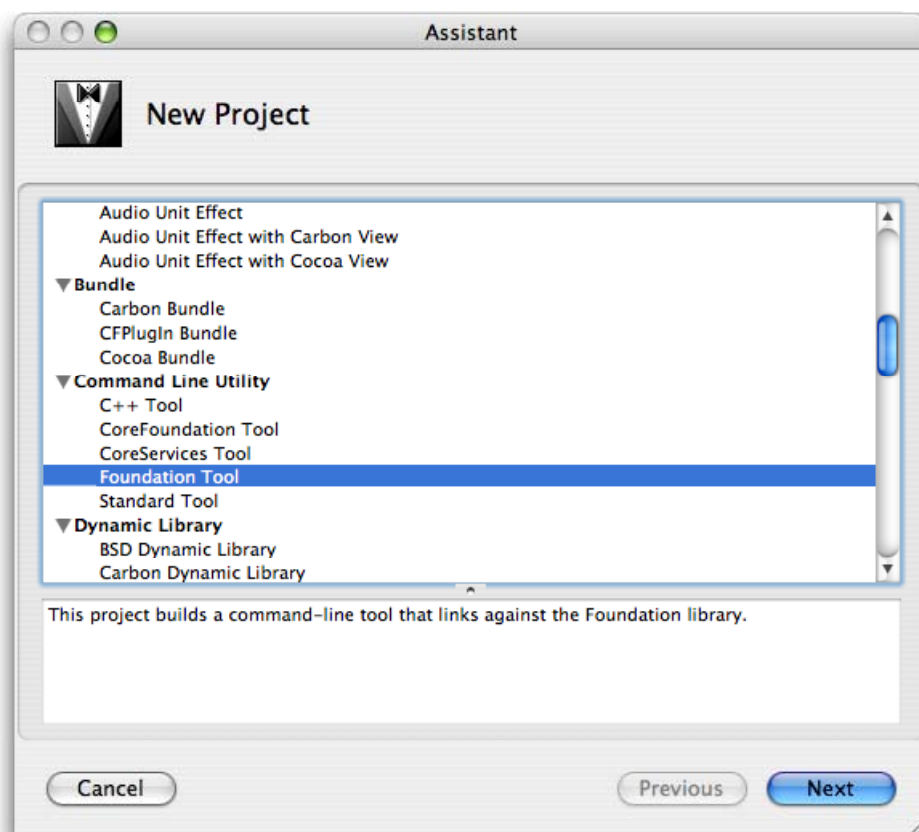 Assistant
New Project
Audio Unit Effect
Audio Unit Effect with Carbon View
Audio Unit Effect with Cocoa View
Bundle
Carbon Bundle
CFPlugIn Bundle
Cocoa Bundle
Command Line Utility
C++ Tool
CoreFoundation Tool
CoreServices Tool
Foundation Tool
Standard Tool
Dynamic Library
BSD Dynamic Library
Carbon Dynamic Library
This project builds a command-line tool that links against the Foundation library.
Cancel
Previous
Next